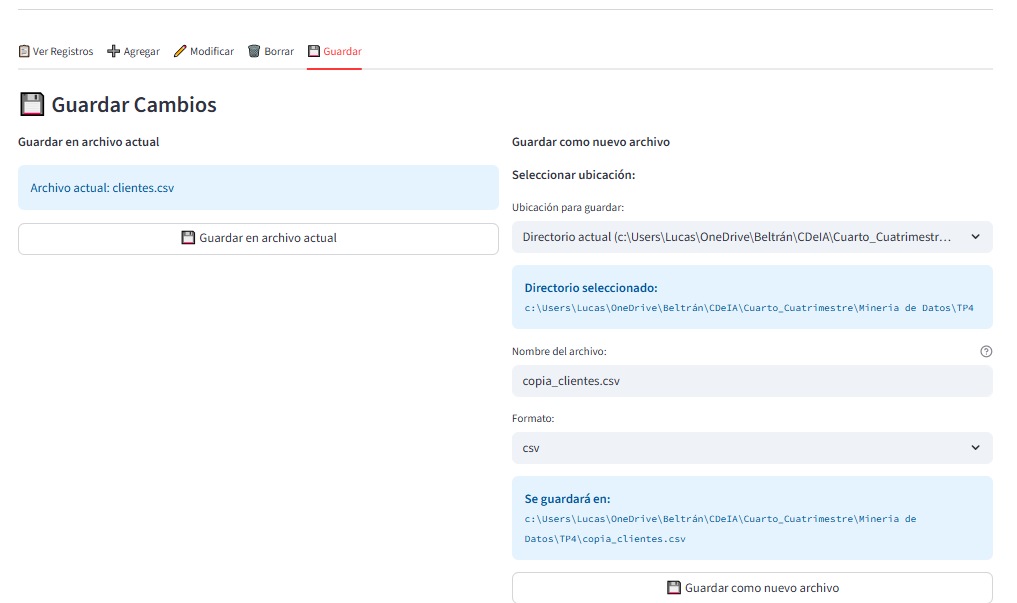 Ver Registros
Agregar
Modificar
Borrar
Guardar
Guardar Cambios
Guardar en archivo actual
Archivo actual: clientes.csv
Guardar en archivo actual
Guardar como nuevo archivo
Seleccionar ubicación:
Ubicación para guardar:
Directorio actual (c:\Users\Lucas\OneDrive\Beltrán\CDeIA\Cuarto_Cuatrimestr...
Directorio seleccionado:
c:\Users\Lucas\OneDrive\Beltrán\CDeIA\Cuarto_Cuatrimestre\Mineria de Datos\TP4
Nombre del archivo:
copia_clientes.csv
Formato:
csv
Se guardará en:
c:\Users\Lucas\OneDrive\Beltrán\CDeIA\Cuarto_Cuatrimestre\Mineria de
Datos\TP4\copia_clientes.csv
Guardar como nuevo archivo